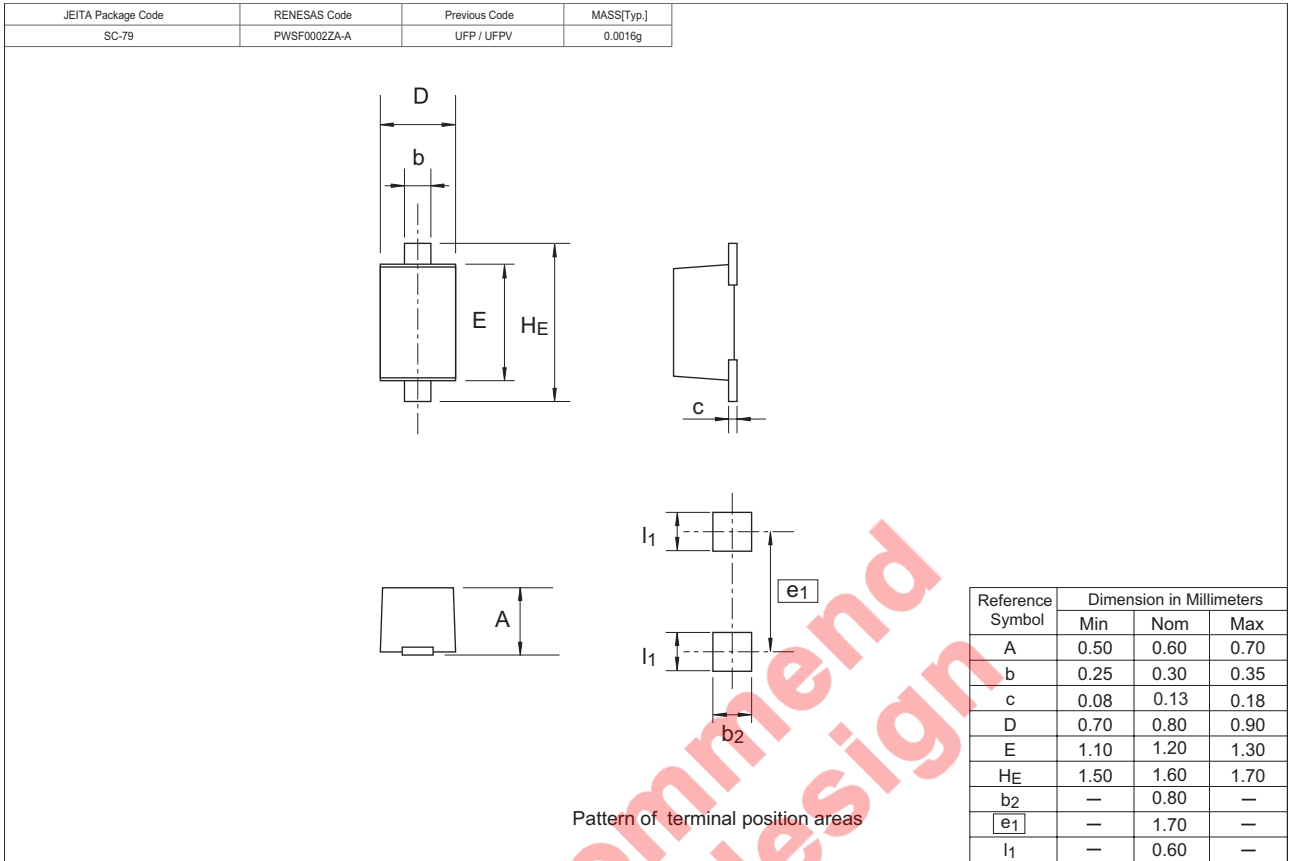 JEITA Package Code RENESAS Code Previous Code MASS[Typ.]
SC-79 PWSF0002ZA-A UFP / UFPV 0.0016g
D
b
E
HE
c
l1
e1
A
l1
b2
Pattern of terminal position areas
Reference Symbol Dimension in Millimeters
Min Nom Max
A 0.50 0.60 0.70
b 0.25 0.30 0.35
c 0.08 0.13 0.18
D 0.70 0.80 0.90
E 1.10 1.20 1.30
HE 1.50 1.60 1.70
b2 — 0.80 —
e1 — 1.70 —
l1 — 0.60 —
ommend
design